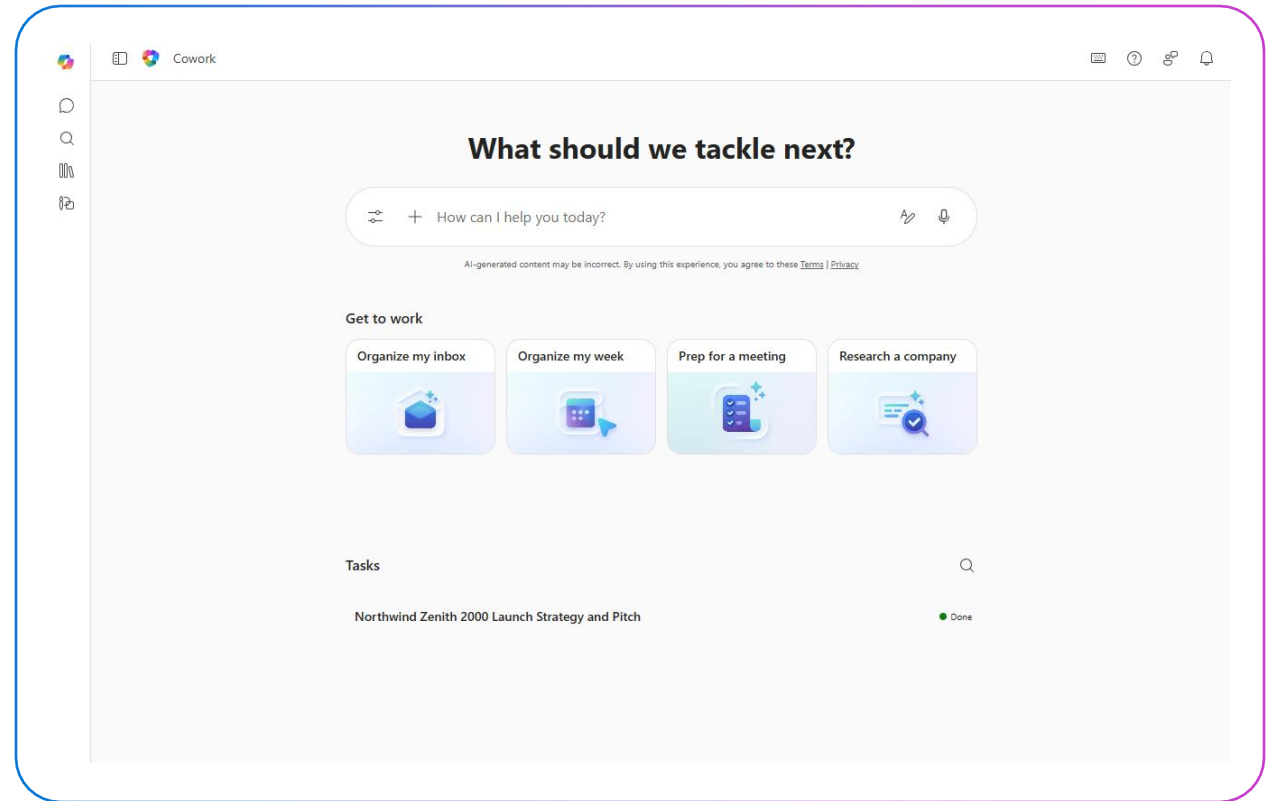 Cowork
What should we tackle next?
How can I help you today?
AI-generated content may be incorrect. By using this experience, you agree to these Terms | Privacy
Get to work
Organize my inbox
Organize my week
Prep for a meeting
Research a company
Tasks
Northwind Zenith 2000 Launch Strategy and Pitch
Done